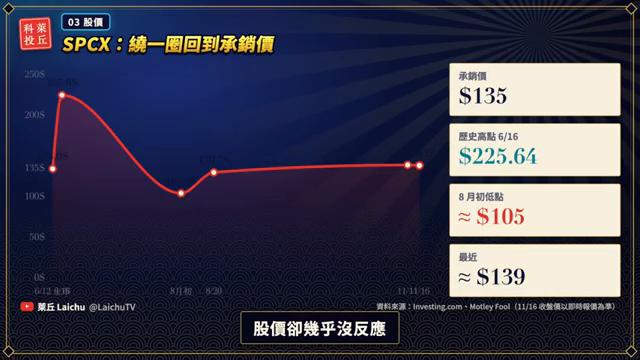 科萊
投丘
03 股價
SPCX：繞一圈回到承銷價
250$
200$
135$
100$
50$
0$
6/12
8月初
8/20
11/11
11/16
承銷價
$135
歷史高點 6/16
$225.64
8 月初低點
≈ $105
最近
≈ $139
萊丘 Laichu @LaichuTV
資料來源：Investing.com、Motley Fool（11/16 收盤價以即時報價為準）
股價卻幾乎沒反應